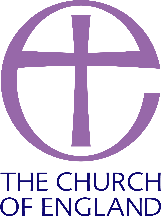 THE CHURCH
OF ENGLAND